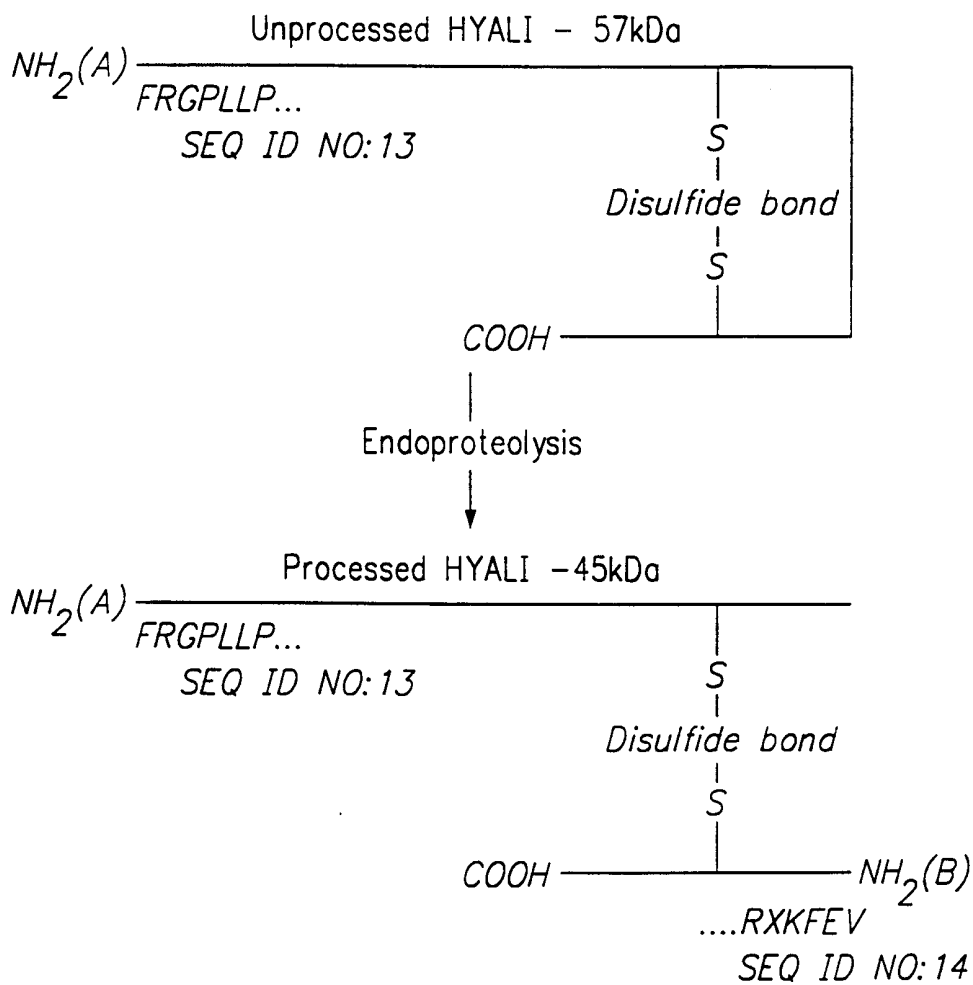 Unprocessed HYALI – 57kDa
NH2(A)
FRGPLLP...
SEQ ID NO:13
S
Disulfide bond
S
COOH
Endoproteolysis
Processed HYALI –45kDa
NH2(A)
FRGPLLP...
SEQ ID NO:13
S
Disulfide bond
S
COOH
NH2(B)
....RXKFEV
SEQ ID NO:14